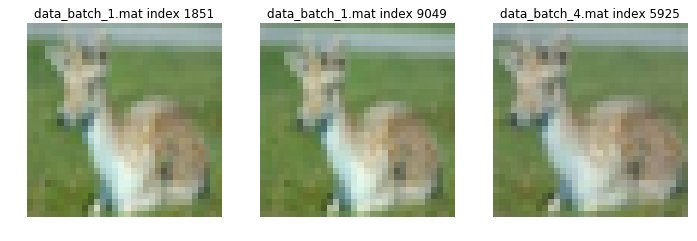 data_batch_1.mat index 1851
data_batch_1.mat index 9049
data_batch_4.mat index 5925